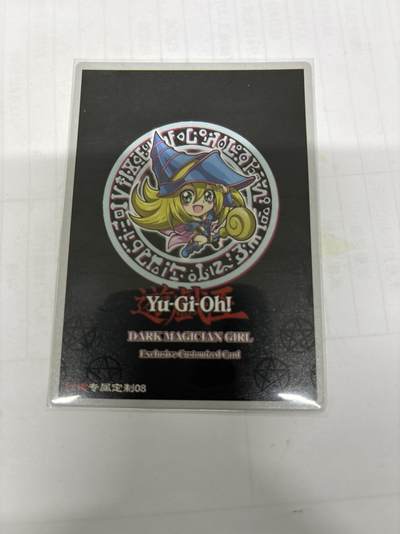 遊戯王
Yu-Gi-Oh!
DARK MAGICIAN GIRL
Exclusive Customized Card
专属定制08